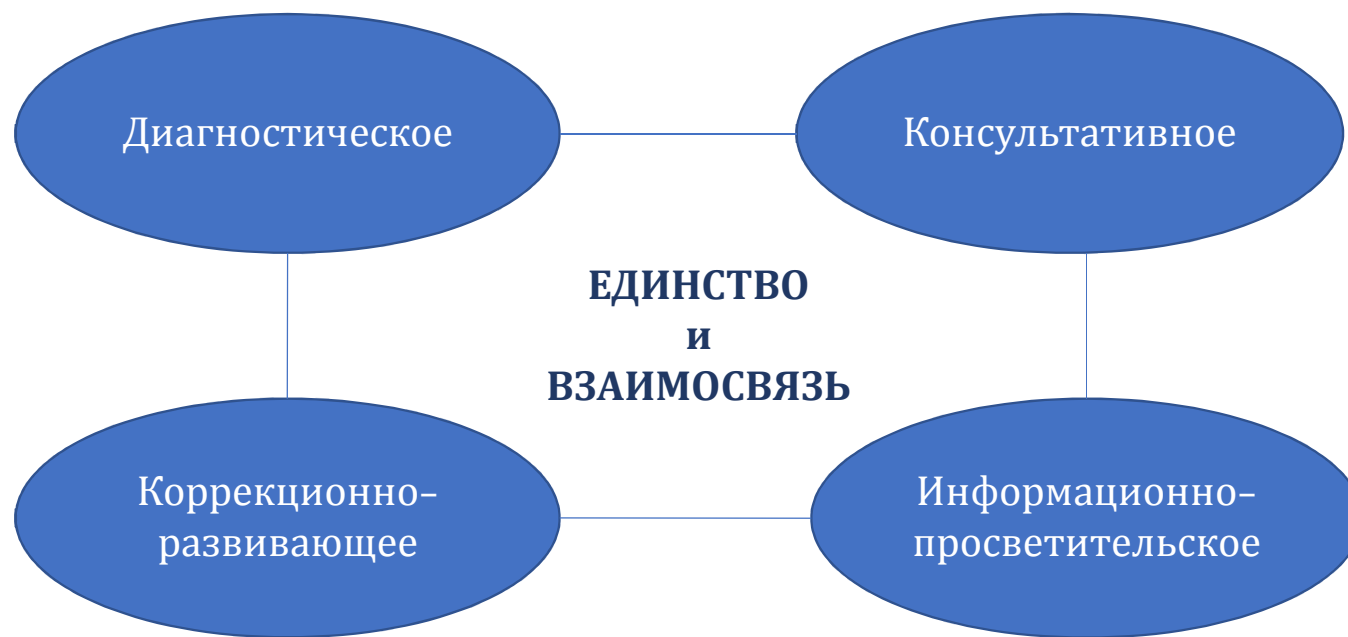 Диагностическое
Консультативное
ЕДИНСТВО
и
ВЗАИМОСВЯЗЬ
Коррекционно–
развивающее
Информационно–
просветительское